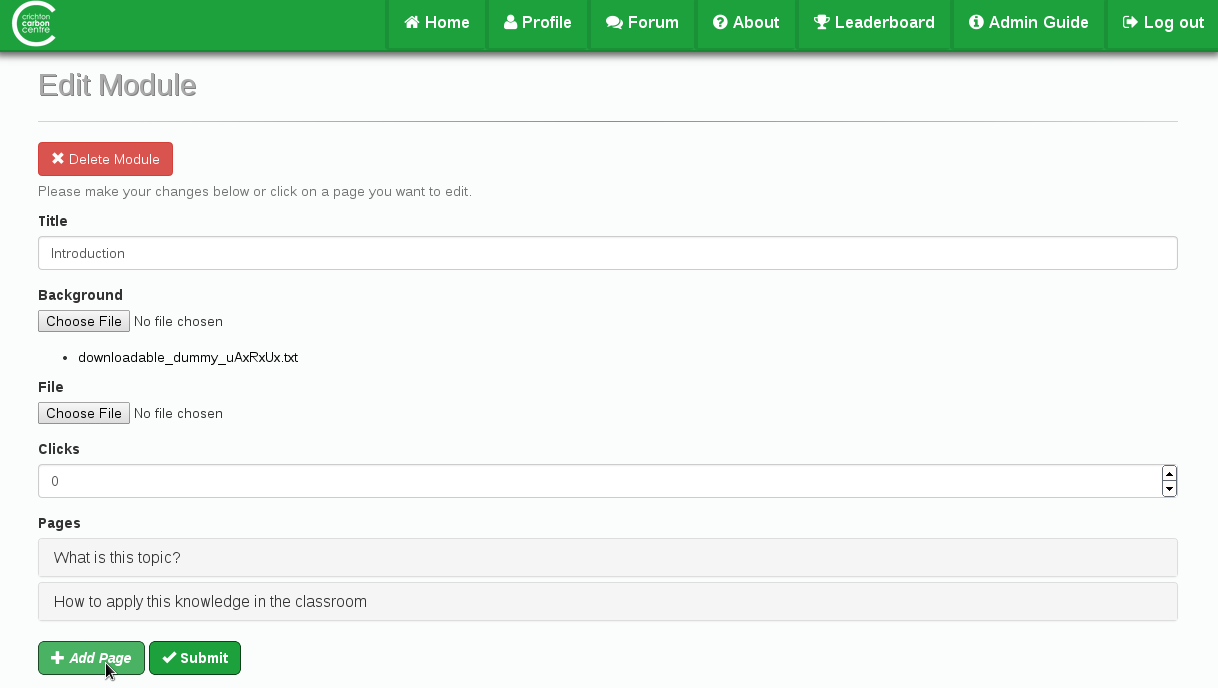 crichton
carbon
centre
Home
Profile
Forum
About
Leaderboard
Admin Guide
Log out
Edit Module
Delete Module
Please make your changes below or click on a page you want to edit.
Title
Introduction
Background
Choose File No file chosen
downloadable_dummy_uAxRxUx.txt
File
Choose File No file chosen
Clicks
0
Pages
What is this topic?
How to apply this knowledge in the classroom
Add Page
Submit